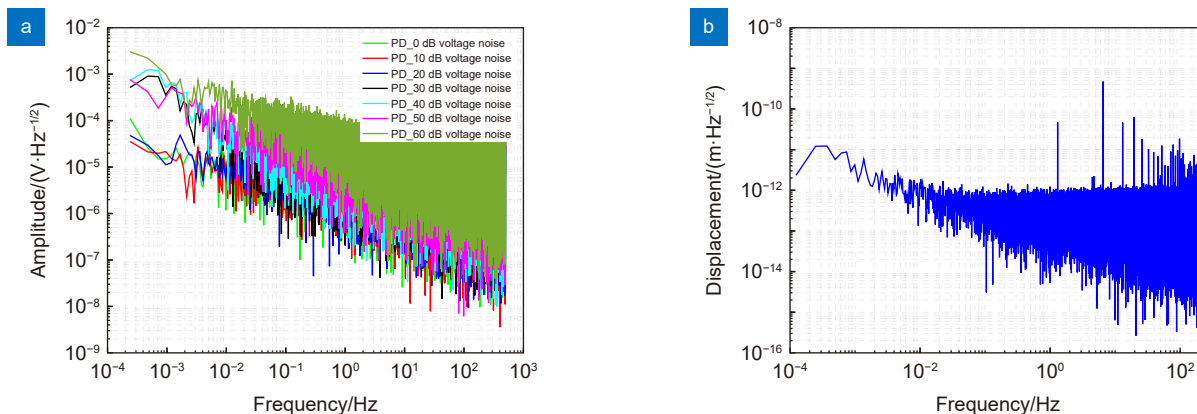 a
Amplitude/(V·Hz⁻¹/²)
10⁻²
10⁻³
10⁻⁴
10⁻⁵
10⁻⁶
10⁻⁷
10⁻⁸
10⁻⁹
PD_0 dB voltage noise
PD_10 dB voltage noise
PD_20 dB voltage noise
PD_30 dB voltage noise
PD_40 dB voltage noise
PD_50 dB voltage noise
PD_60 dB voltage noise
10⁻⁴ 10⁻³ 10⁻² 10⁻¹ 10⁰ 10¹ 10² 10³
Frequency/Hz
b
Displacement/(m·Hz⁻¹/²)
10⁻⁸
10⁻¹⁰
10⁻¹²
10⁻¹⁴
10⁻¹⁶
10⁻⁴ 10⁻² 10⁰ 10²
Frequency/Hz